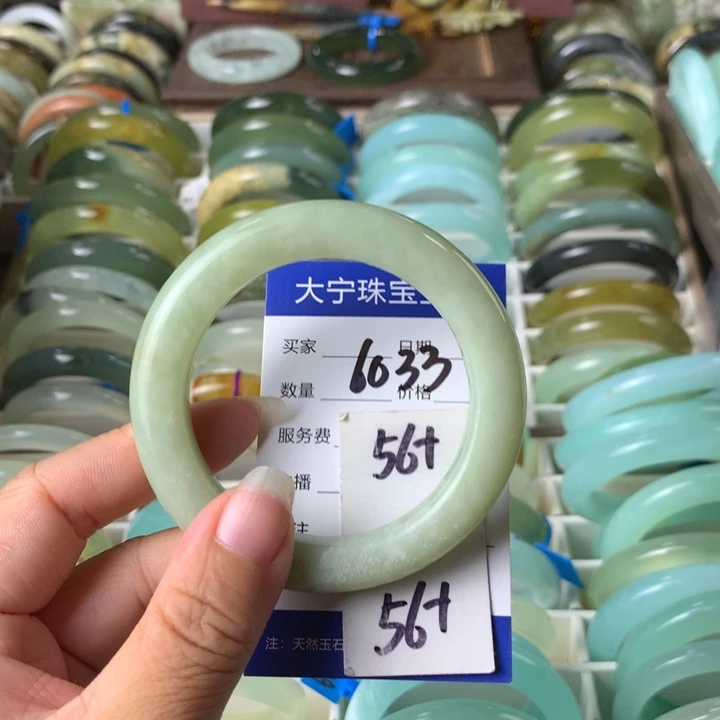 大宁珠宝
买家 日期
1033
数量 价格
服务费
56+
播
注
56+
注：天然玉石